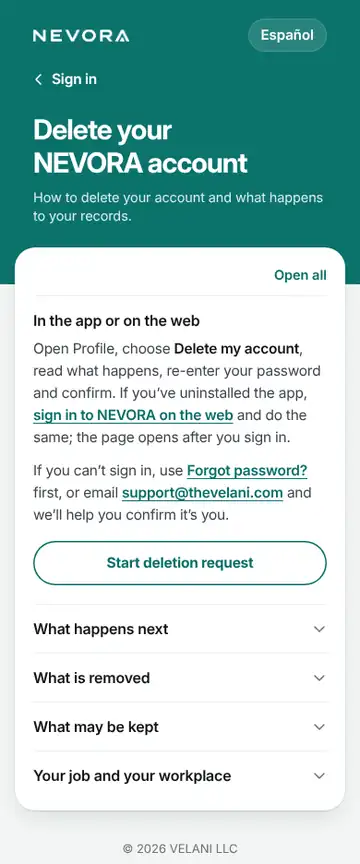 NEVORA
Español
Sign in
Delete your
NEVORA account
How to delete your account and what happens
to your records.
Open all
In the app or on the web
Open Profile, choose Delete my account,
read what happens, re-enter your password
and confirm. If you’ve uninstalled the app,
sign in to NEVORA on the web and do the
same; the page opens after you sign in.
If you can’t sign in, use Forgot password?
first, or email support@thevelani.com and
we’ll help you confirm it’s you.
Start deletion request
What happens next
What is removed
What may be kept
Your job and your workplace
© 2026 VELANI LLC